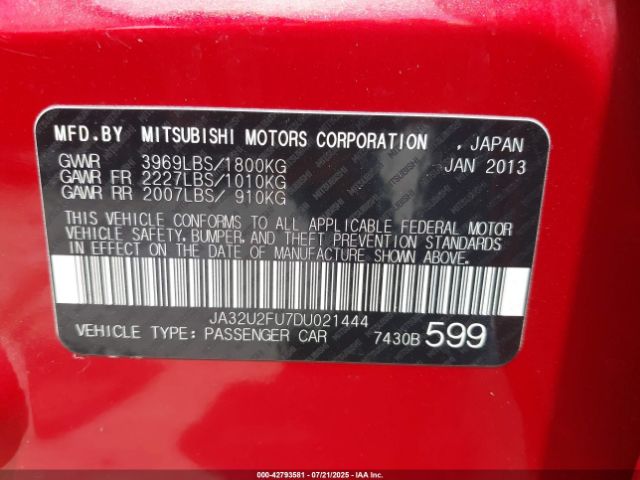 MFD.BY MITSUBISHI MOTORS CORPORATION , JAPAN
GVWR 3969LBS/1800KG JAN 2013
GAWR FR 2227LBS/1010KG
GAWR RR 2007LBS/ 910KG
THIS VEHICLE CONFORMS TO ALL APPLICABLE FEDERAL MOTOR
VEHICLE SAFETY, BUMPER, AND THEFT PREVENTION STANDARDS
IN EFFECT ON THE DATE OF MANUFACTURE SHOWN ABOVE.
JA32U2FU7DU021444
VEHICLE TYPE: PASSENGER CAR 7430B 599
000-42793581 / 07/21/2025 / IAAI.COM